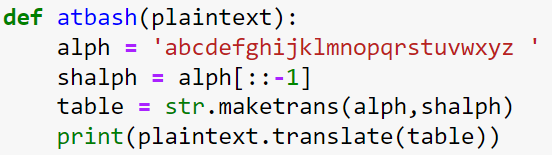 def atbash(plaintext):
    alph = 'abcdefghijklmnopqrstuvwxyz '
    shalph = alph[::-1]
    table = str.maketrans(alph,shalph)
    print(plaintext.translate(table))